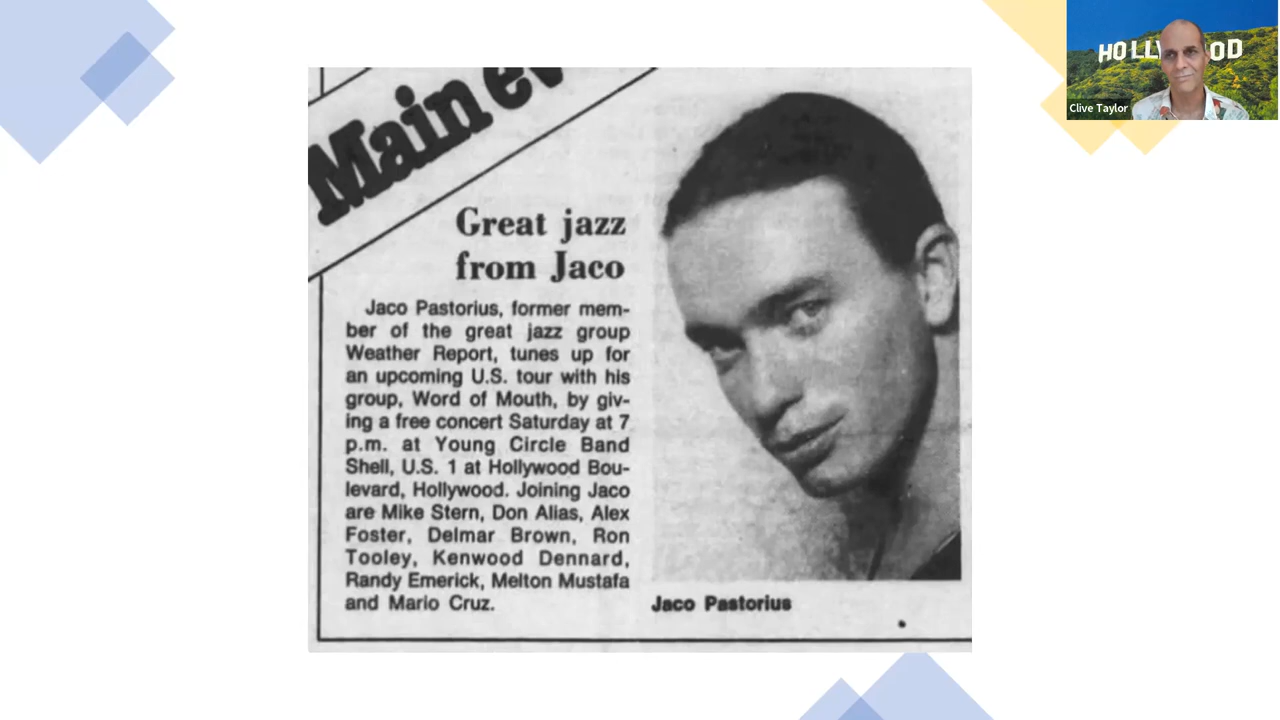 Main ev
Great jazz
from Jaco
Jaco Pastorius, former mem-
ber of the great jazz group
Weather Report, tunes up for
an upcoming U.S. tour with his
group, Word of Mouth, by giv-
ing a free concert Saturday at 7
p.m. at Young Circle Band
Shell, U.S. 1 at Hollywood Bou-
levard, Hollywood. Joining Jaco
are Mike Stern, Don Alias, Alex
Foster, Delmar Brown, Ron
Tooley, Kenwood Dennard,
Randy Emerick, Melton Mustafa
and Mario Cruz.
Jaco Pastorius
HOLLY OD
Clive Taylor